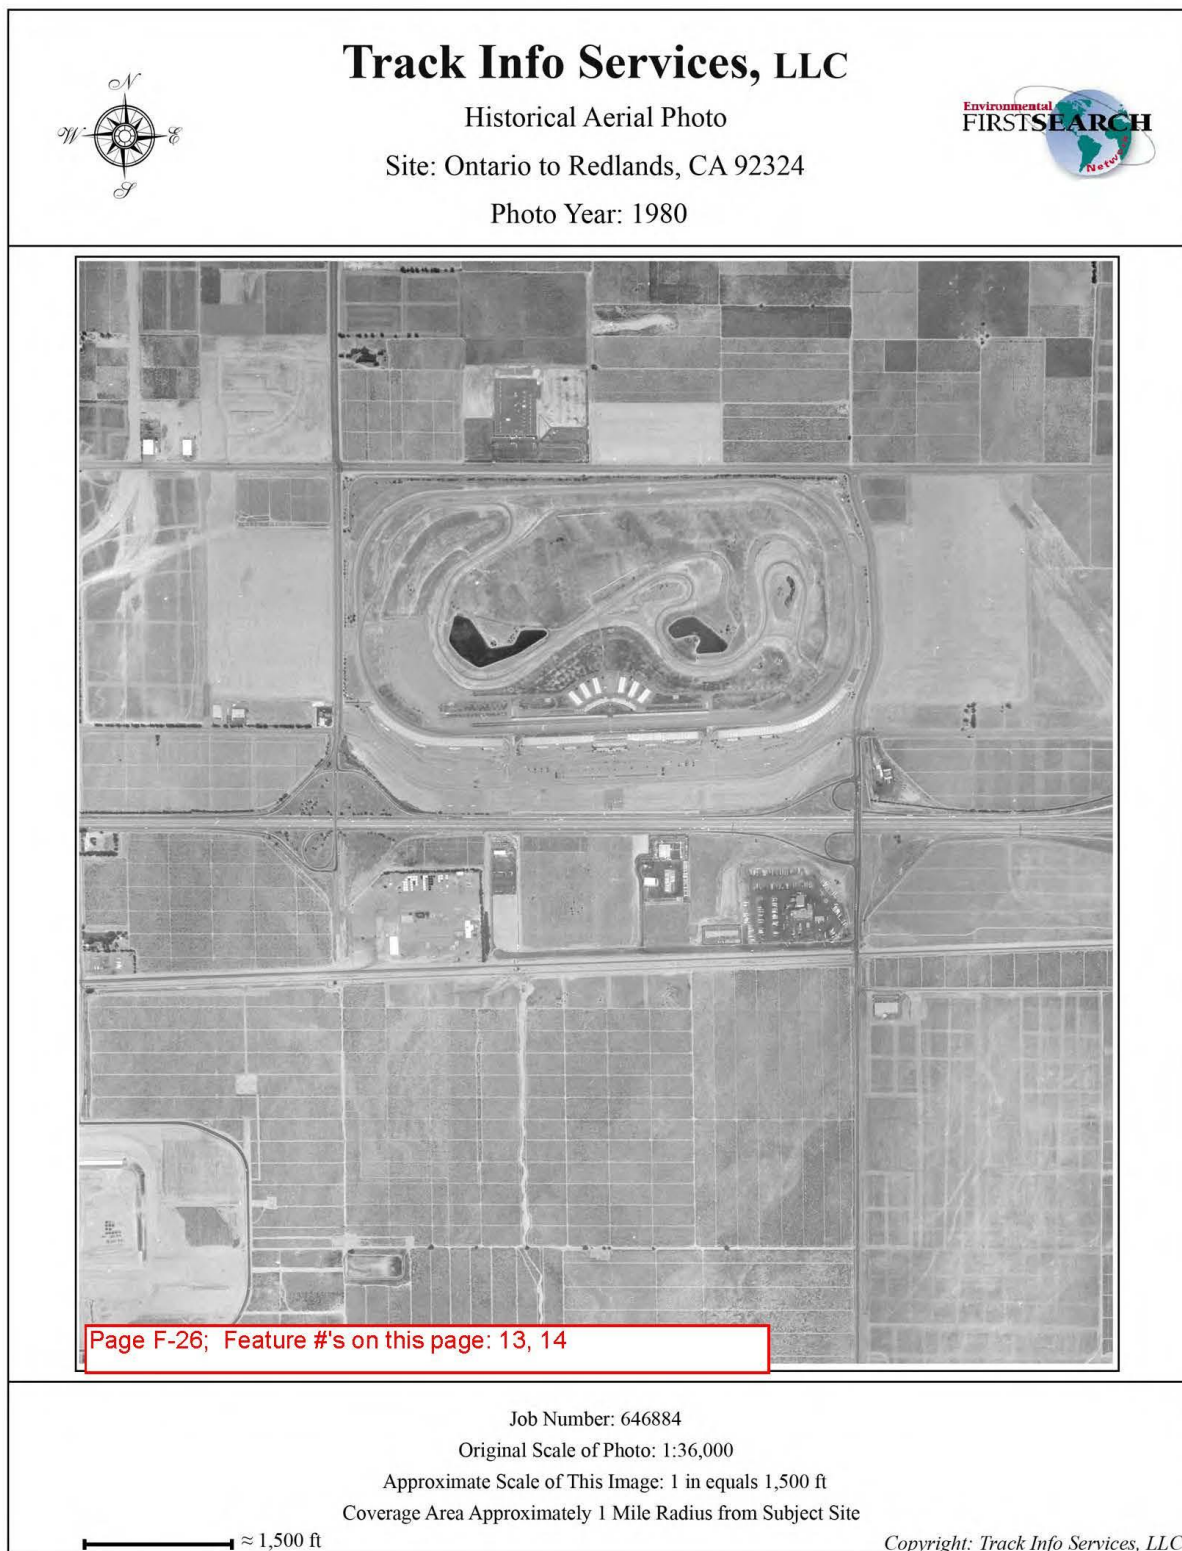 Track Info Services, LLC
Historical Aerial Photo
Site: Ontario to Redlands, CA 92324
Photo Year: 1980
N
W
E
S
Environmental
FIRSTSEARCH
Network
Page F-26;  Feature #'s on this page: 13, 14
Job Number: 646884
Original Scale of Photo: 1:36,000
Approximate Scale of This Image: 1 in equals 1,500 ft
Coverage Area Approximately 1 Mile Radius from Subject Site
≈ 1,500 ft
Copyright: Track Info Services, LLC